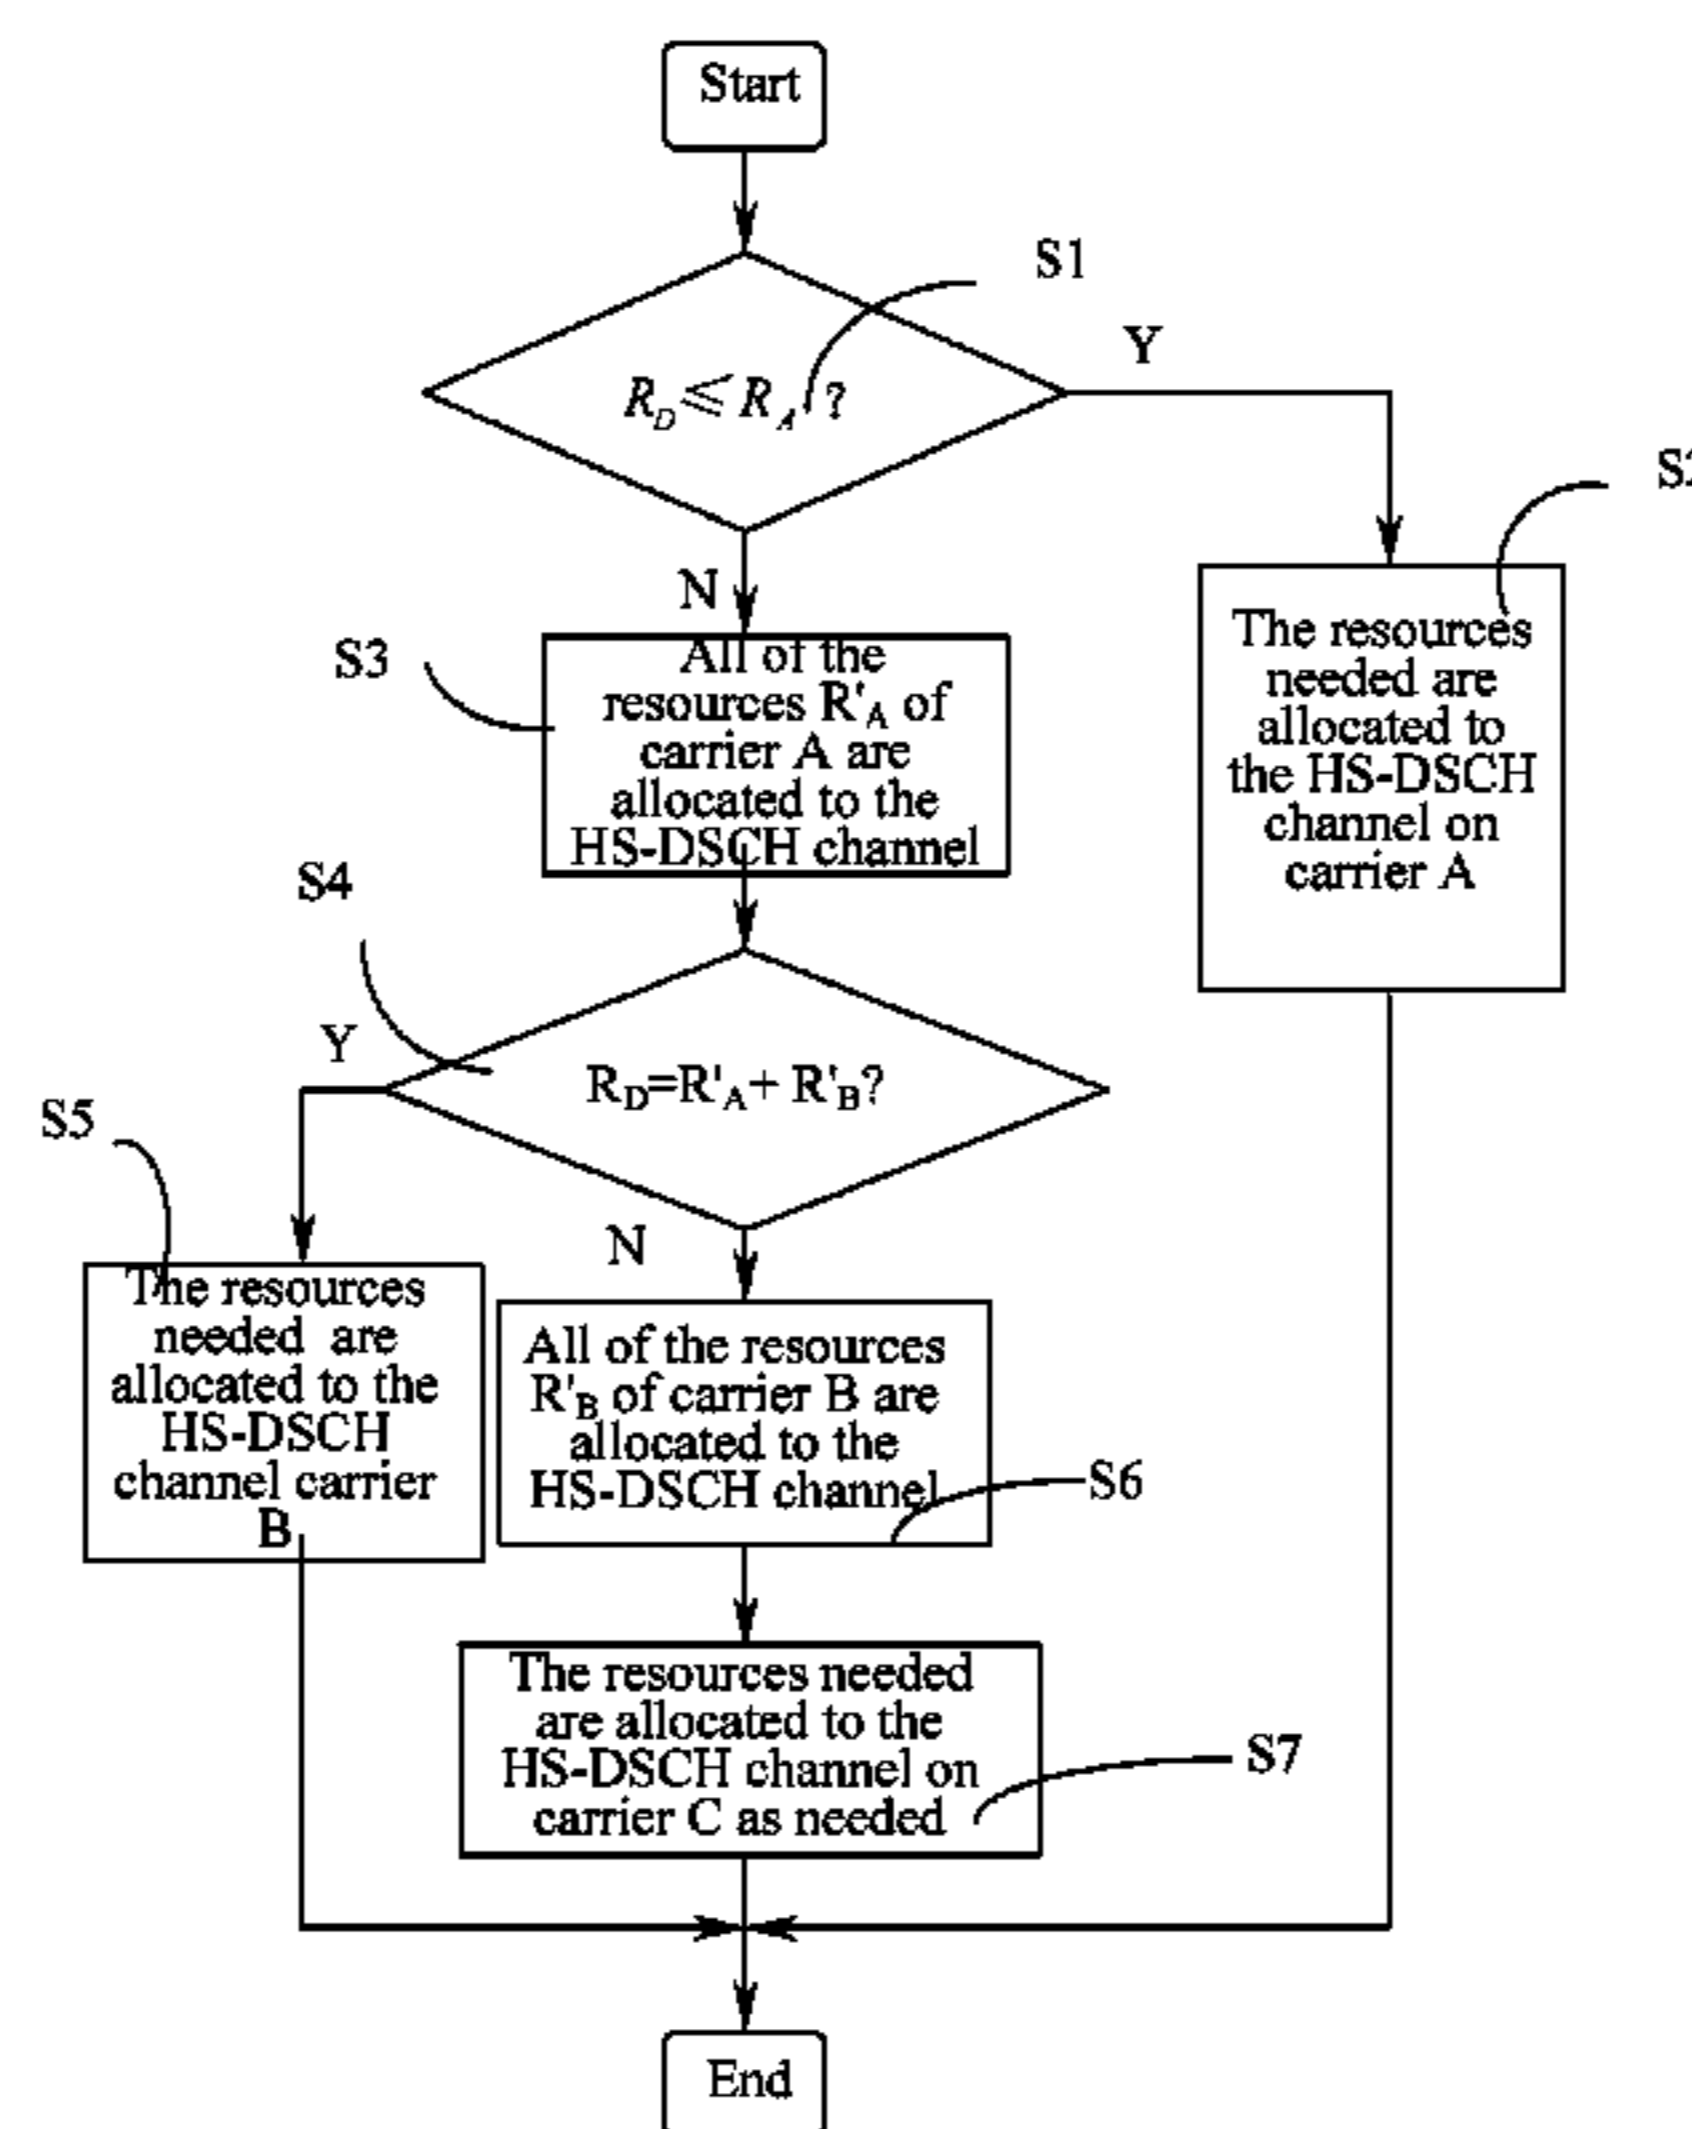 Start
S1
Y
R_D ≤ R_A ?
S2
N
S3
All of the
resources R'_A of
carrier A are
allocated to the
HS-DSCH channel
The resources
needed are
allocated to
the HS-DSCH
channel on
carrier A
S4
Y
R_D=R'_A+ R'_B?
S5
N
The resources
needed are
allocated to the
HS-DSCH
channel carrier
B
All of the resources
R'_B of carrier B are
allocated to the
HS-DSCH channel
S6
The resources needed
are allocated to the
HS-DSCH channel on
carrier C as needed
S7
End